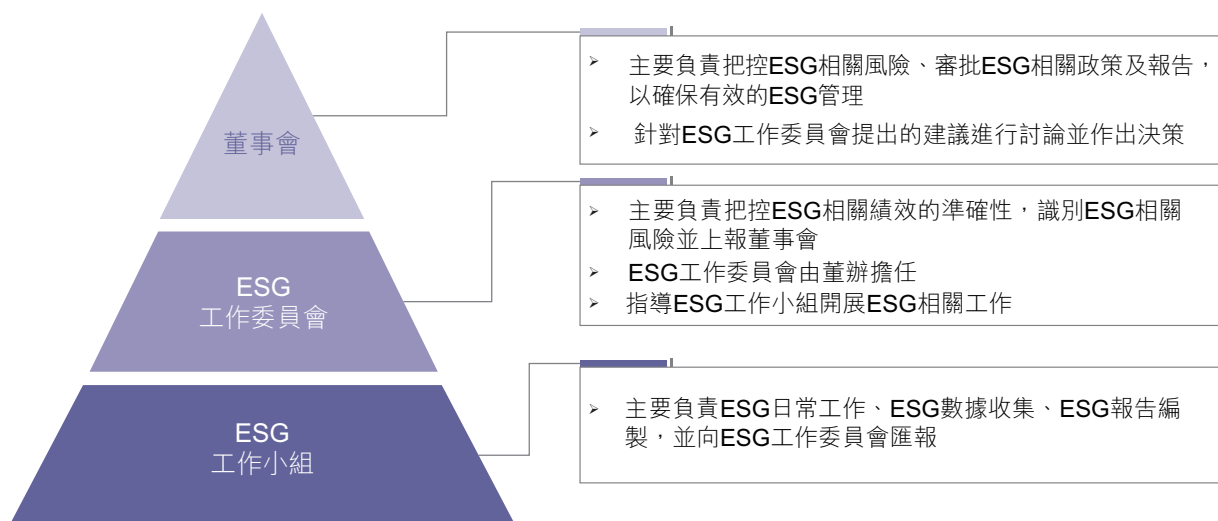 董事會
➢ 主要負責把控ESG相關風險、審批ESG相關政策及報告，
以確保有效的ESG管理
➢ 針對ESG工作委員會提出的建議進行討論並作出決策
ESG
工作委員會
➢ 主要負責把控ESG相關績效的準確性，識別ESG相關
風險並上報董事會
➢ ESG工作委員會由董辦擔任
➢ 指導ESG工作小組開展ESG相關工作
ESG
工作小組
➢ 主要負責ESG日常工作、ESG數據收集、ESG報告編
製，並向ESG工作委員會匯報